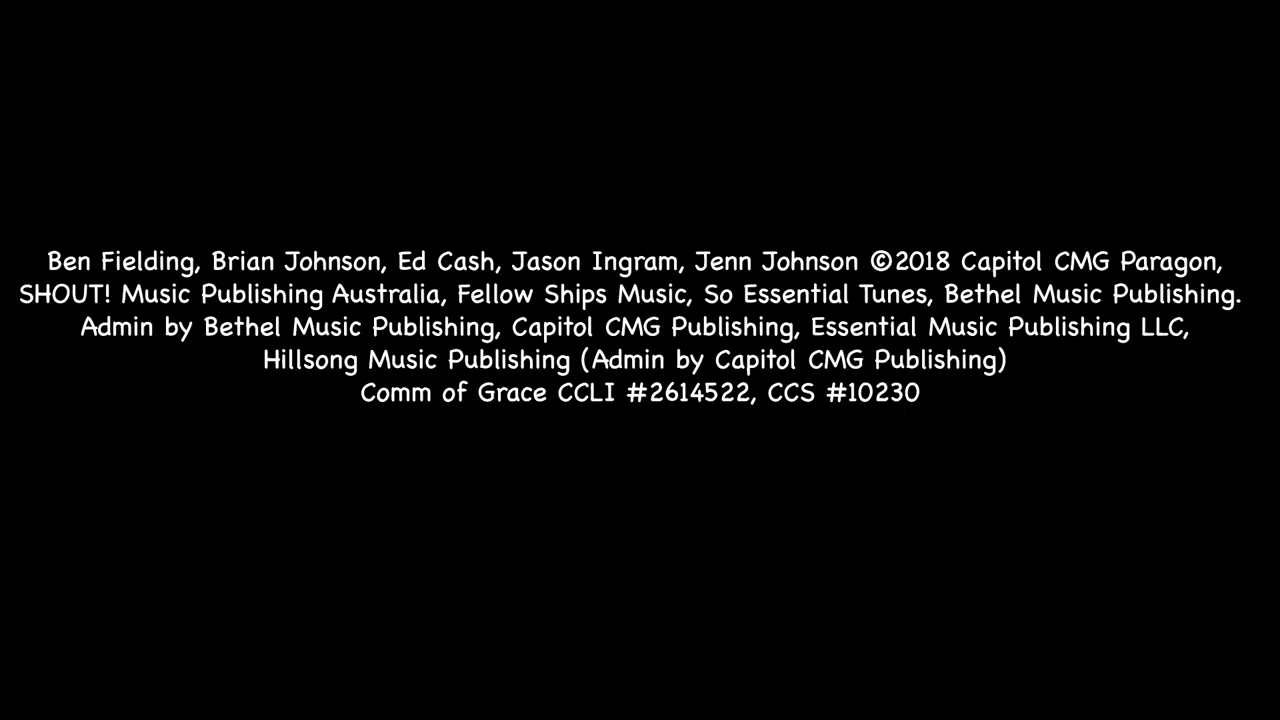 Ben Fielding, Brian Johnson, Ed Cash, Jason Ingram, Jenn Johnson ©2018 Capitol CMG Paragon,
SHOUT! Music Publishing Australia, Fellow Ships Music, So Essential Tunes, Bethel Music Publishing.
Admin by Bethel Music Publishing, Capitol CMG Publishing, Essential Music Publishing LLC,
Hillsong Music Publishing (Admin by Capitol CMG Publishing)
Comm of Grace CCLI #2614522, CCS #10230